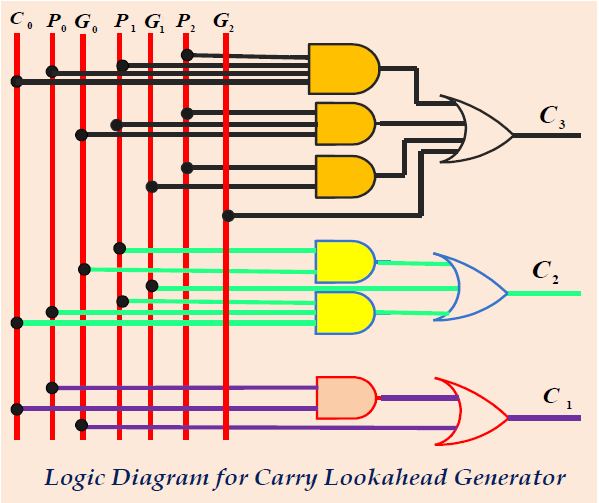 C₀ P₀ G₀ P₁ G₁ P₂ G₂
C₃
C₂
C₁
Logic Diagram for Carry Lookahead Generator